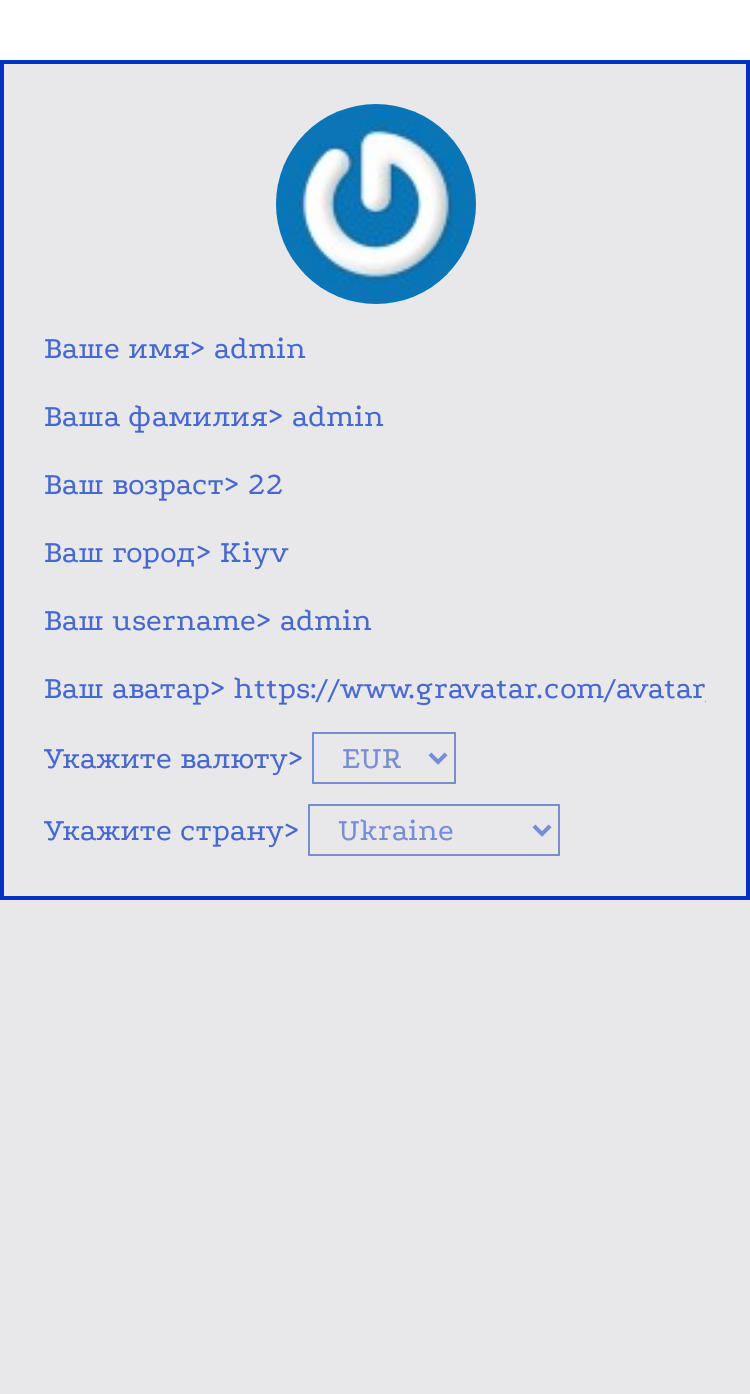 Ваше имя> admin
Ваша фамилия> admin
Ваш возраст> 22
Ваш город> Kiyv
Ваш username> admin
Ваш аватар> https://www.gravatar.com/avatar
Укажите валюту> EUR
Укажите страну> Ukraine